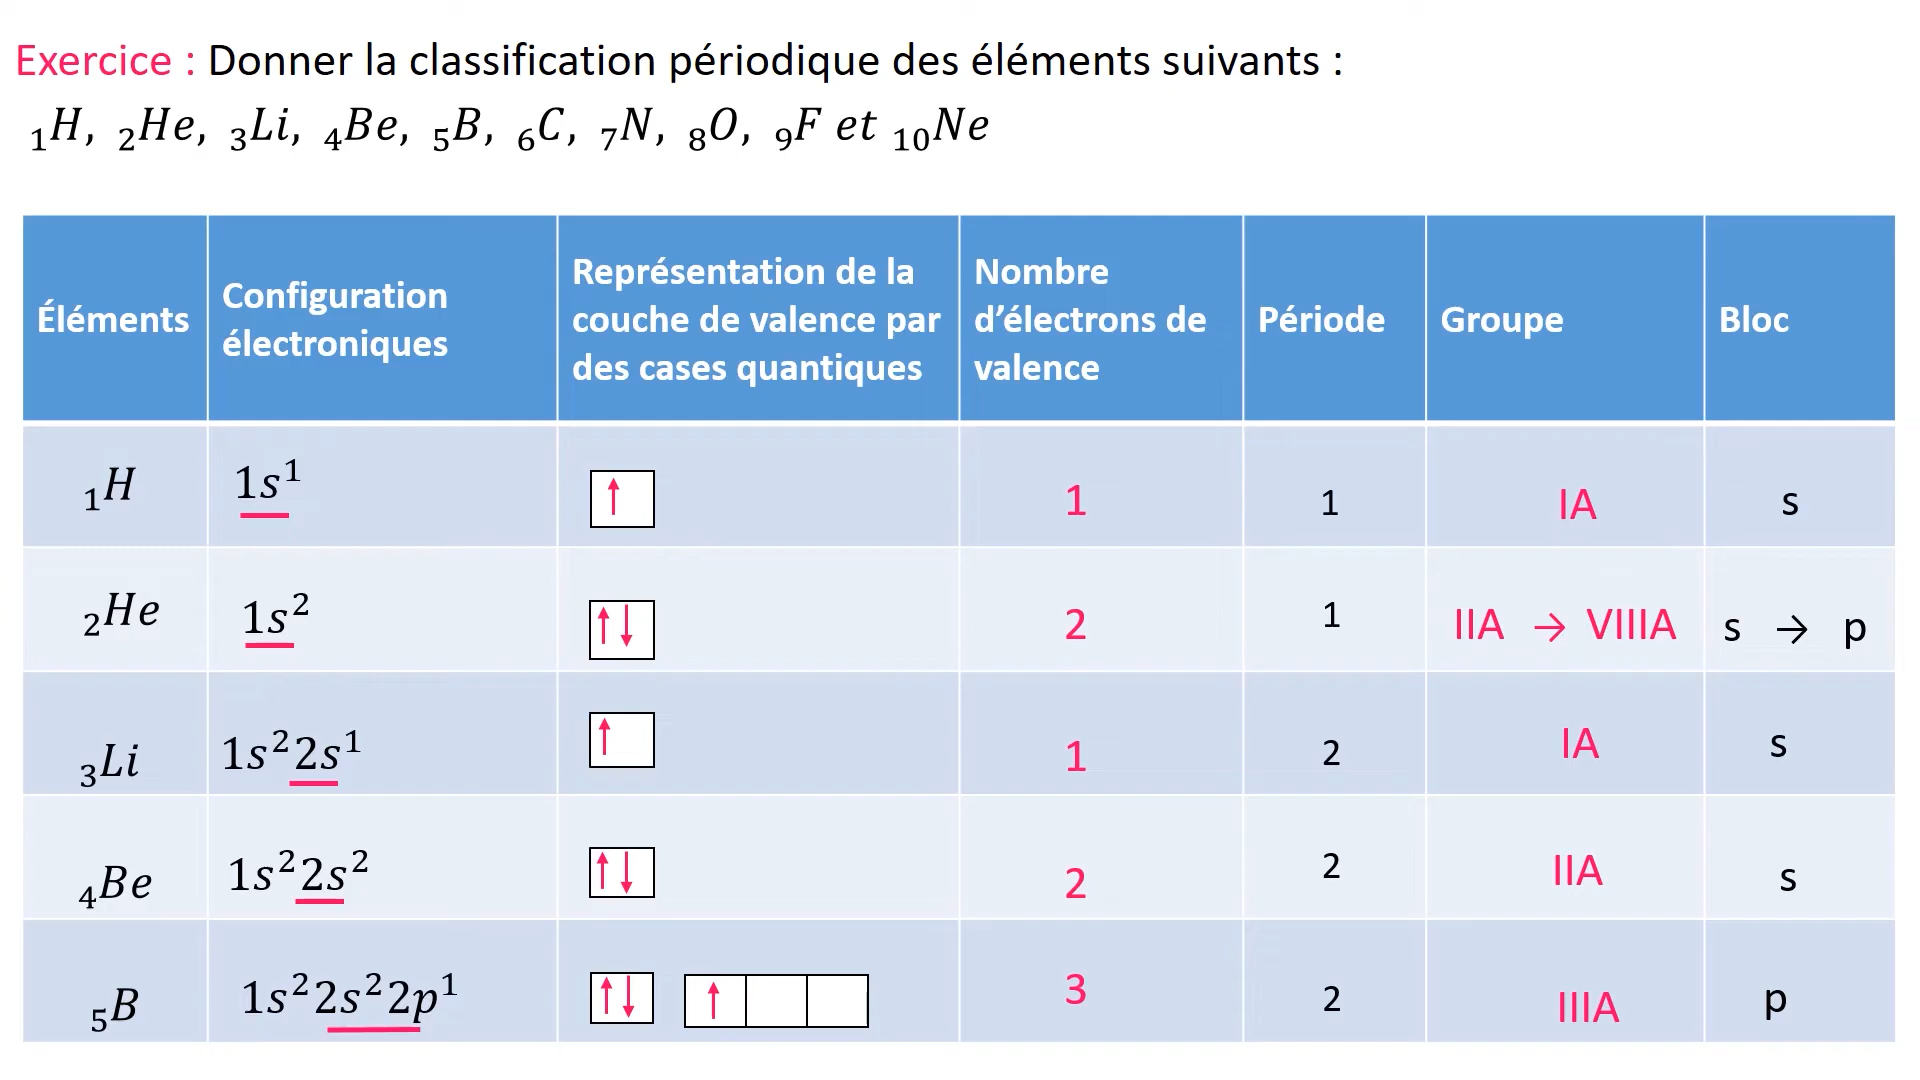 Exercice : Donner la classification périodique des éléments suivants :
₁H, ₂He, ₃Li, ₄Be, ₅B, ₆C, ₇N, ₈O, ₉F et ₁₀Ne
Éléments
Configuration
électroniques
Représentation de la
couche de valence par
des cases quantiques
Nombre
d’électrons de
valence
Période
Groupe
Bloc
₁H 1s¹ ↑ 1 1 IA s
₂He 1s² ↑↓ 2 1 IIA → VIIIA s → p
₃Li 1s²2s¹ ↑ 1 2 IA s
₄Be 1s²2s² ↑↓ 2 2 IIA s
₅B 1s²2s²2p¹ ↑↓ ↑ 3 2 IIIA p